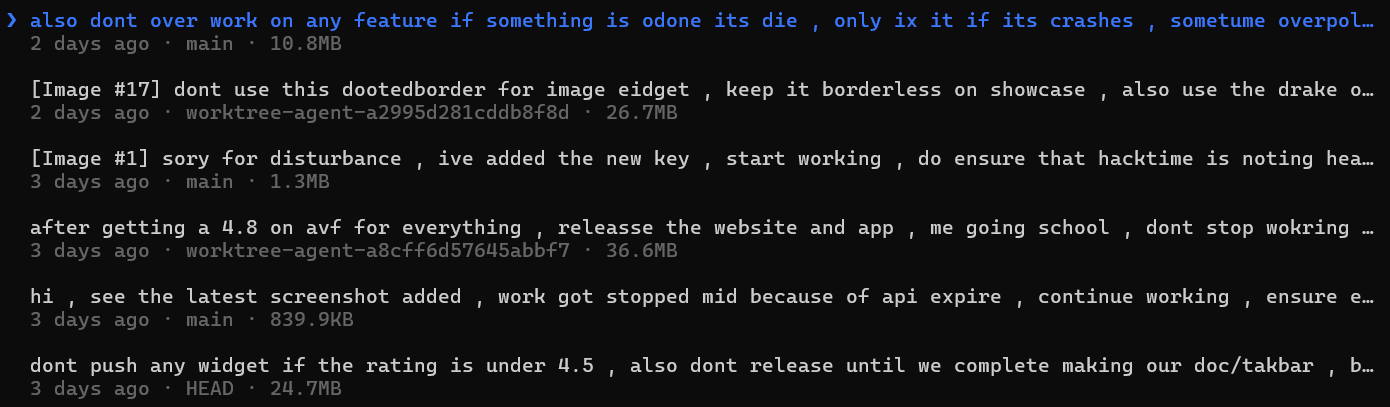 ❯ also dont over work on any feature if something is odone its die , only ix it if its crashes , sometume overpol…
2 days ago · main · 10.8MB
[Image #17] dont use this dootedborder for image eidget , keep it borderless on showcase , also use the drake o…
2 days ago · worktree-agent-a2995d281cddb8f8d · 26.7MB
[Image #1] sory for disturbance , ive added the new key , start working , do ensure that hacktime is noting hea…
3 days ago · main · 1.3MB
after getting a 4.8 on avf for everything , releasse the website and app , me going school , dont stop wokring …
3 days ago · worktree-agent-a8cff6d57645abbf7 · 36.6MB
hi , see the latest screenshot added , work got stopped mid because of api expire , continue working , ensure e…
3 days ago · main · 839.9KB
dont push any widget if the rating is under 4.5 , also dont release until we complete making our doc/takbar , b…
3 days ago · HEAD · 24.7MB